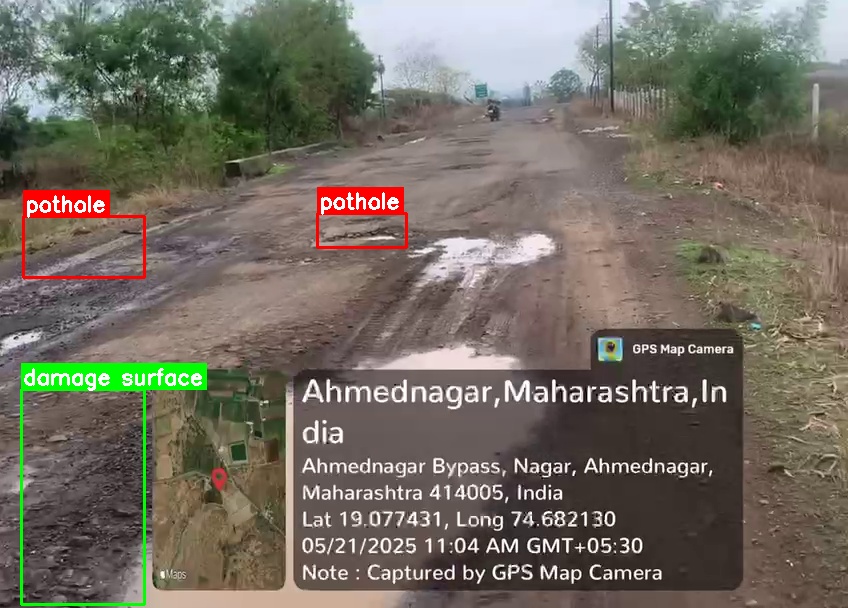 pothole
pothole
damage surface
GPS Map Camera
Ahmednagar,Maharashtra,In
dia
Ahmednagar Bypass, Nagar, Ahmednagar,
Maharashtra 414005, India
Lat 19.077431, Long 74.682130
05/21/2025 11:04 AM GMT+05:30
Note : Captured by GPS Map Camera
Maps